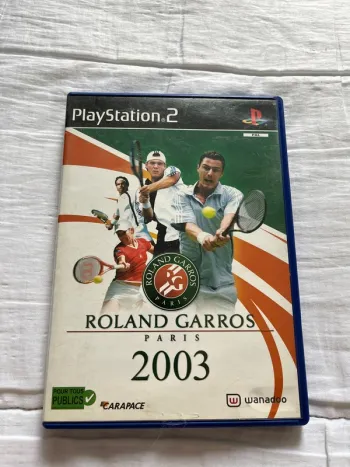 PlayStation 2
ROLAND GARROS
PARIS
ROLAND GARROS
PARIS
2003
POUR TOUS
PUBLICS
CARAPACE
wanadoo